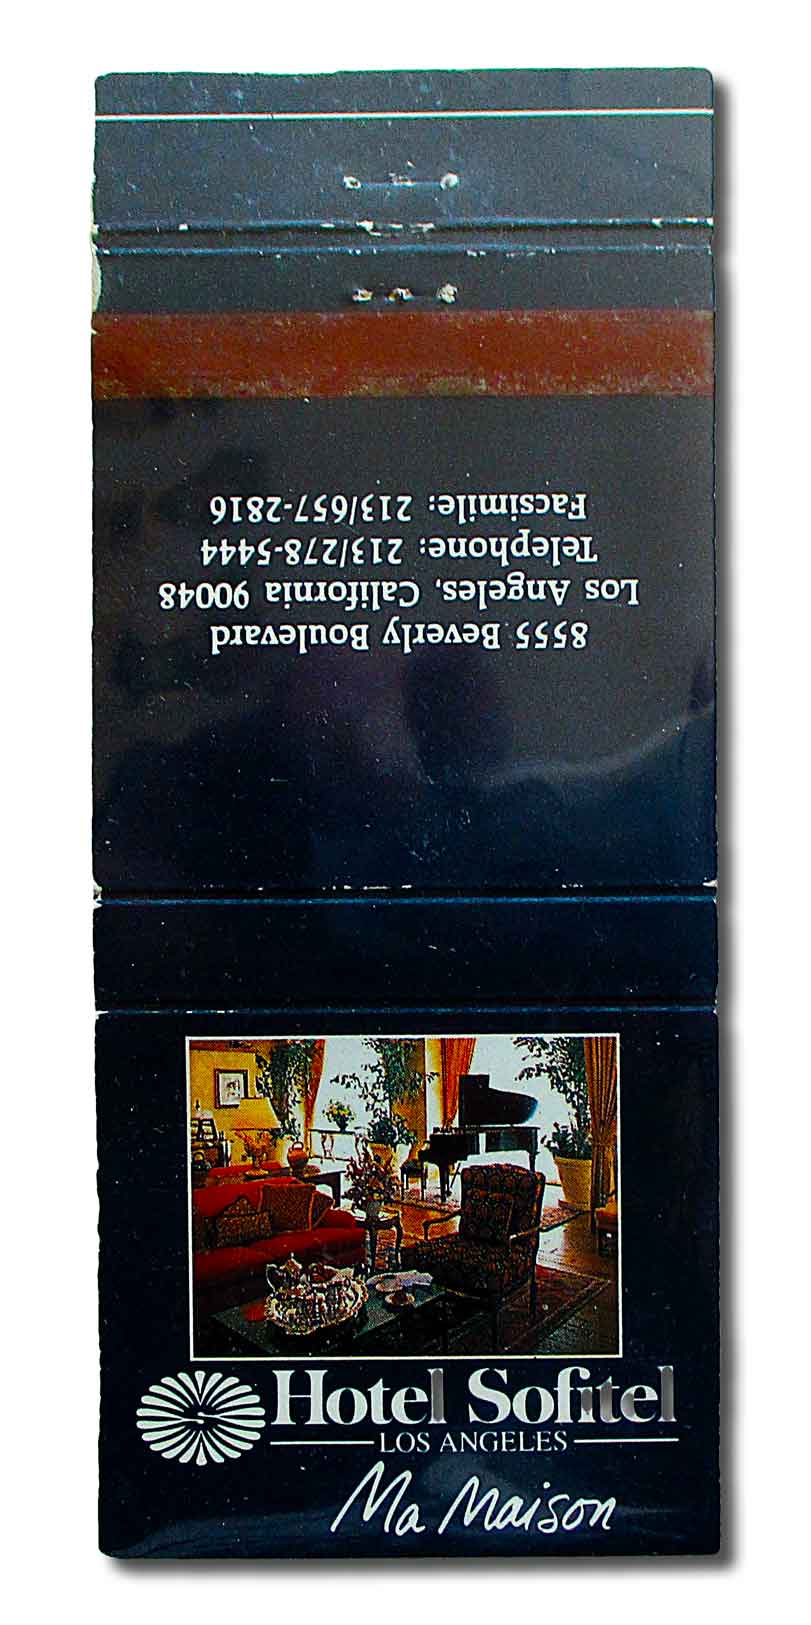 8555 Beverly Boulevard
Los Angeles, California 90048
Telephone: 213/278-5444
Facsimile: 213/657-2816
Hotel Sofitel
LOS ANGELES
Ma Maison